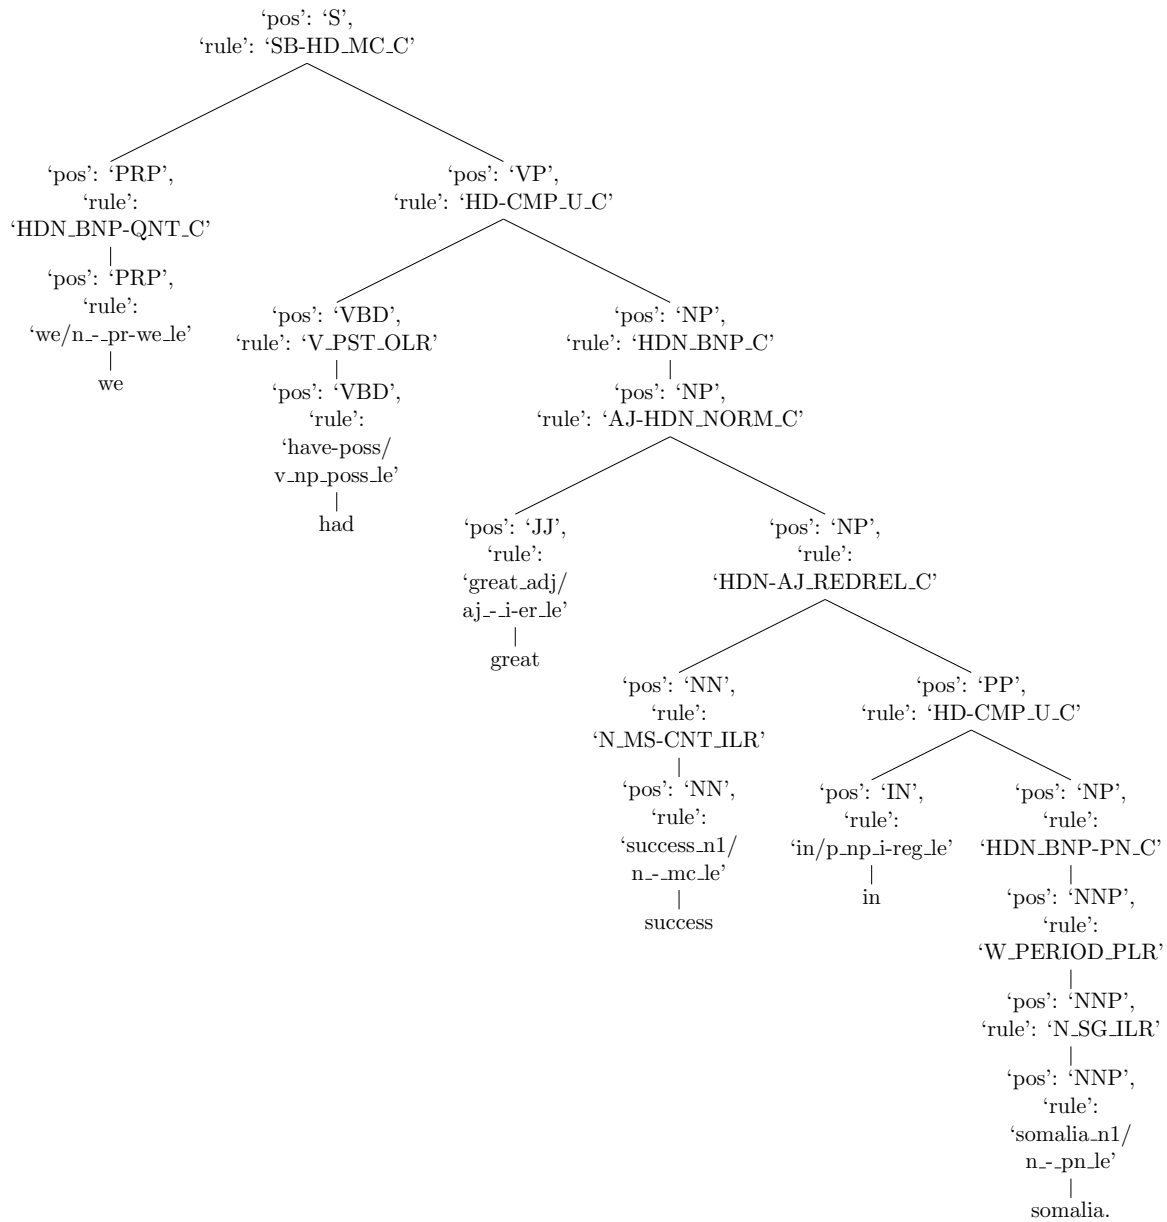 ‘pos’: ‘S’,
‘rule’: ‘SB-HD_MC_C’
‘pos’: ‘PRP’,
‘rule’:
‘HDN_BNP-QNT_C’
‘pos’: ‘PRP’,
‘rule’:
‘we/n_-_pr-we_le’
we
‘pos’: ‘VP’,
‘rule’: ‘HD-CMP_U_C’
‘pos’: ‘VBD’,
‘rule’: ‘V_PST_OLR’
‘pos’: ‘VBD’,
‘rule’:
‘have-poss/
v_np_poss_le’
had
‘pos’: ‘NP’,
‘rule’: ‘HDN_BNP_C’
‘pos’: ‘NP’,
‘rule’: ‘AJ-HDN_NORM_C’
‘pos’: ‘JJ’,
‘rule’:
‘great_adj/
aj_-_i-er_le’
great
‘pos’: ‘NP’,
‘rule’:
‘HDN-AJ_REDREL_C’
‘pos’: ‘NN’,
‘rule’:
‘N_MS-CNT_ILR’
‘pos’: ‘NN’,
‘rule’:
‘success_n1/
n_-_mc_le’
success
‘pos’: ‘PP’,
‘rule’: ‘HD-CMP_U_C’
‘pos’: ‘IN’,
‘rule’:
‘in/p_np_i-reg_le’
in
‘pos’: ‘NP’,
‘rule’:
‘HDN_BNP-PN_C’
‘pos’: ‘NNP’,
‘rule’:
‘W_PERIOD_PLR’
‘pos’: ‘NNP’,
‘rule’: ‘N_SG_ILR’
‘pos’: ‘NNP’,
‘rule’:
‘somalia_n1/
n_-_pn_le’
somalia.